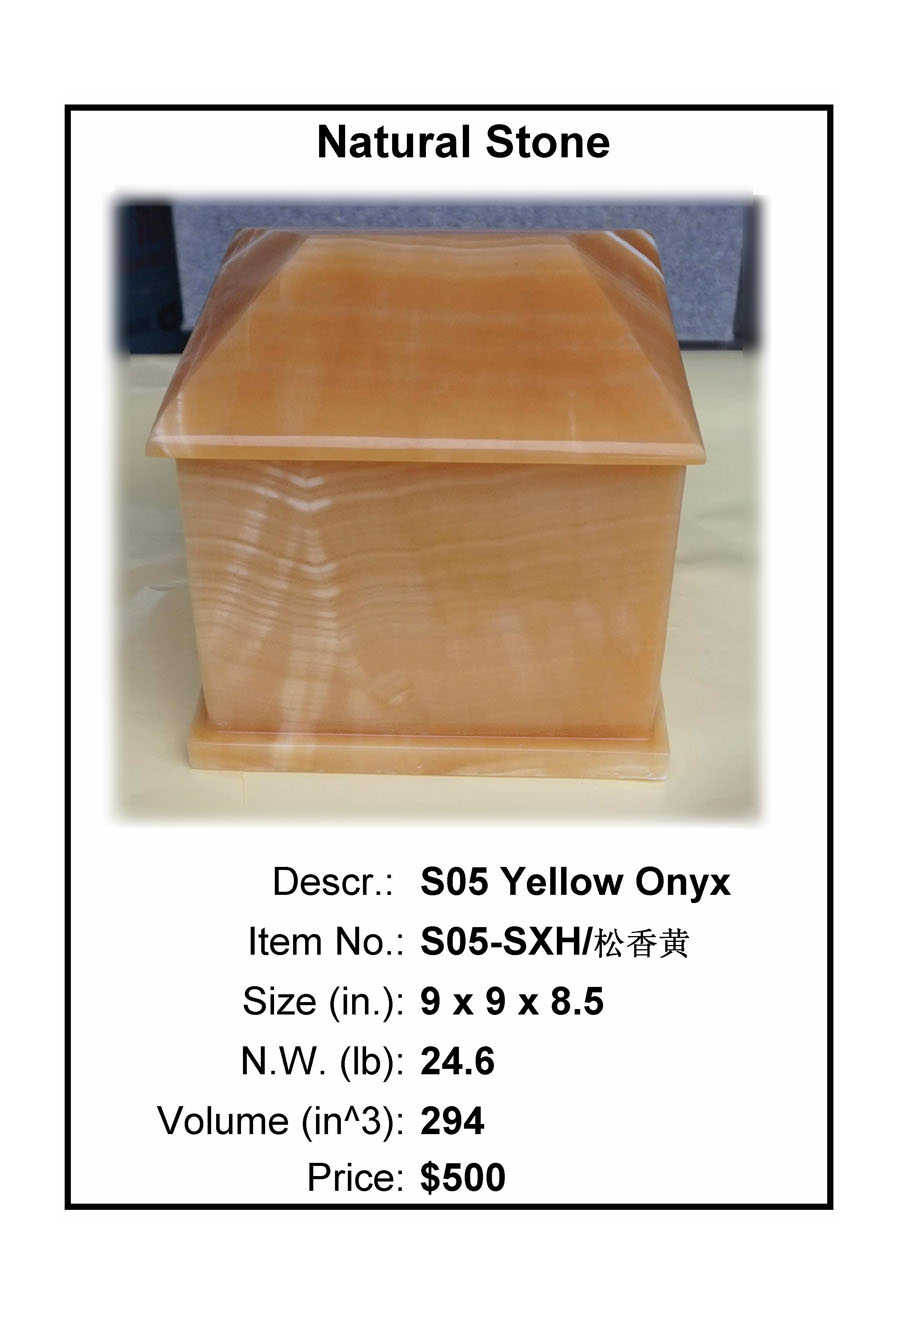 Natural Stone
Descr.: S05 Yellow Onyx
Item No.: S05-SXH/松香黄
Size (in.): 9 x 9 x 8.5
N.W. (lb): 24.6
Volume (in^3): 294
Price: $500